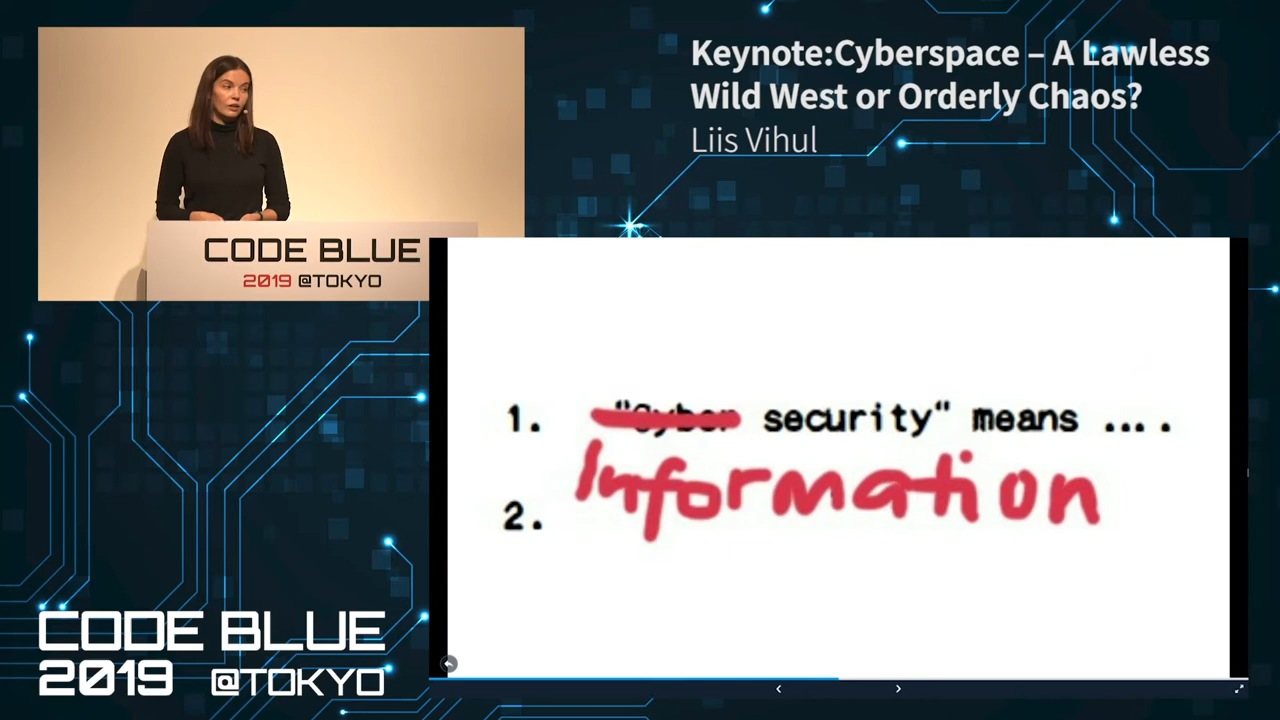 Keynote:Cyberspace – A Lawless
Wild West or Orderly Chaos?
Liis Vihul
CODE BLUE
2019 @TOKYO
1. "Cyber security" means ....
Information
2.
CODE BLUE
2019 @TOKYO